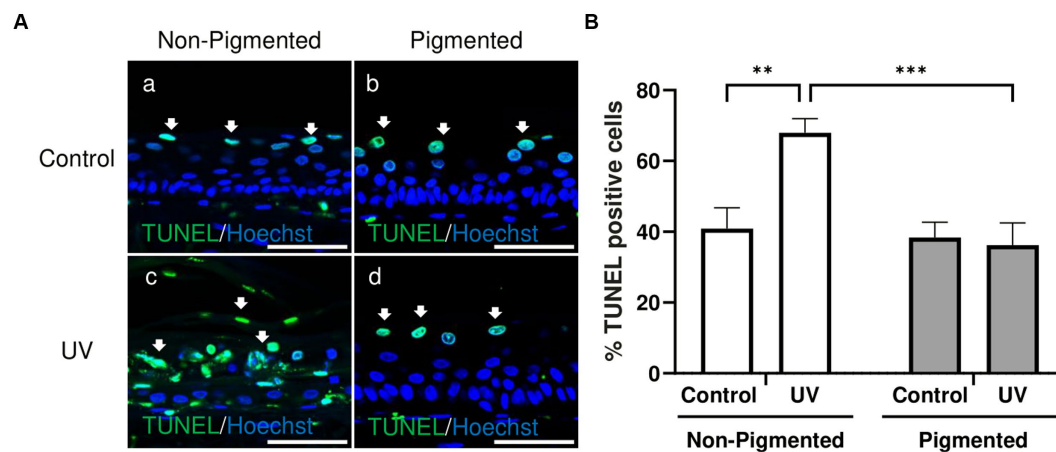 A
Non-Pigmented Pigmented
Control
a
TUNEL/Hoechst
b
TUNEL/Hoechst
UV
c
TUNEL/Hoechst
d
TUNEL/Hoechst
B
% TUNEL positive cells
80
60
40
20
0
** ***
Control UV Control UV
Non-Pigmented Pigmented